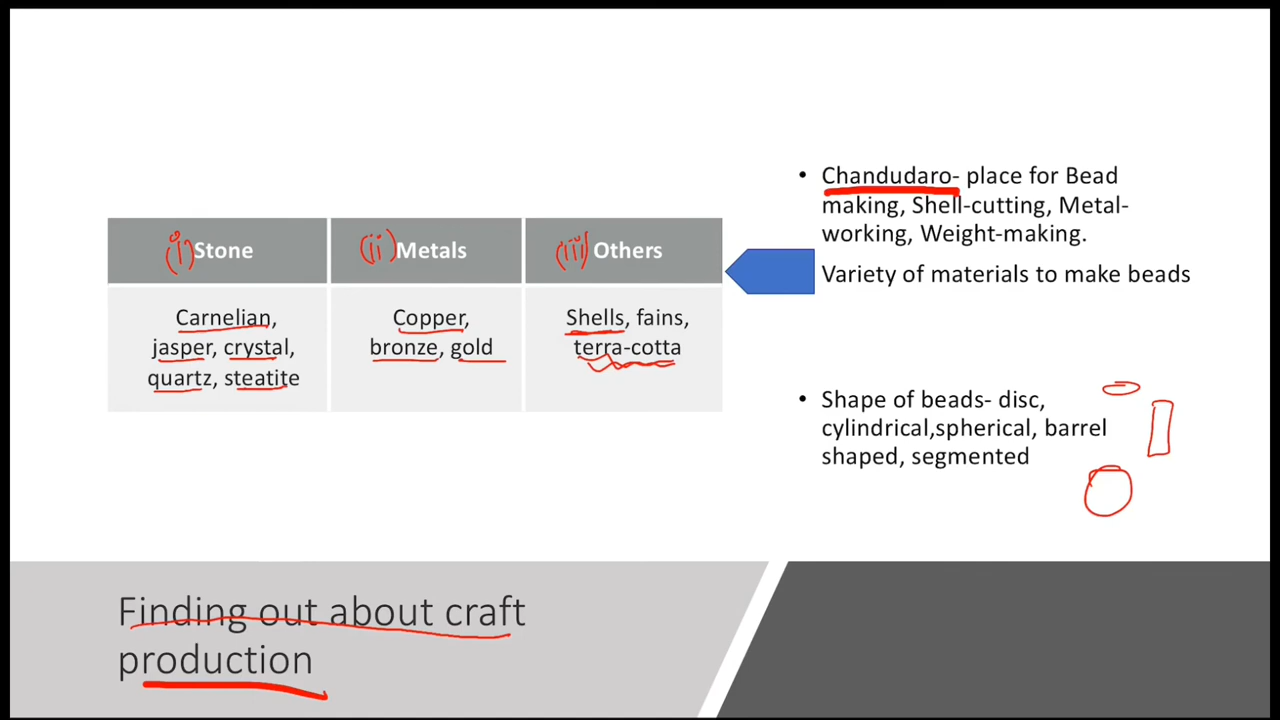 (i) Stone
(ii) Metals
(iii) Others
Carnelian,
jasper, crystal,
quartz, steatite
Copper,
bronze, gold
Shells, fains,
terra-cotta
• Chandudaro- place for Bead
making, Shell-cutting, Metal-
working, Weight-making.
Variety of materials to make beads
• Shape of beads- disc,
cylindrical,spherical, barrel
shaped, segmented
Finding out about craft
production